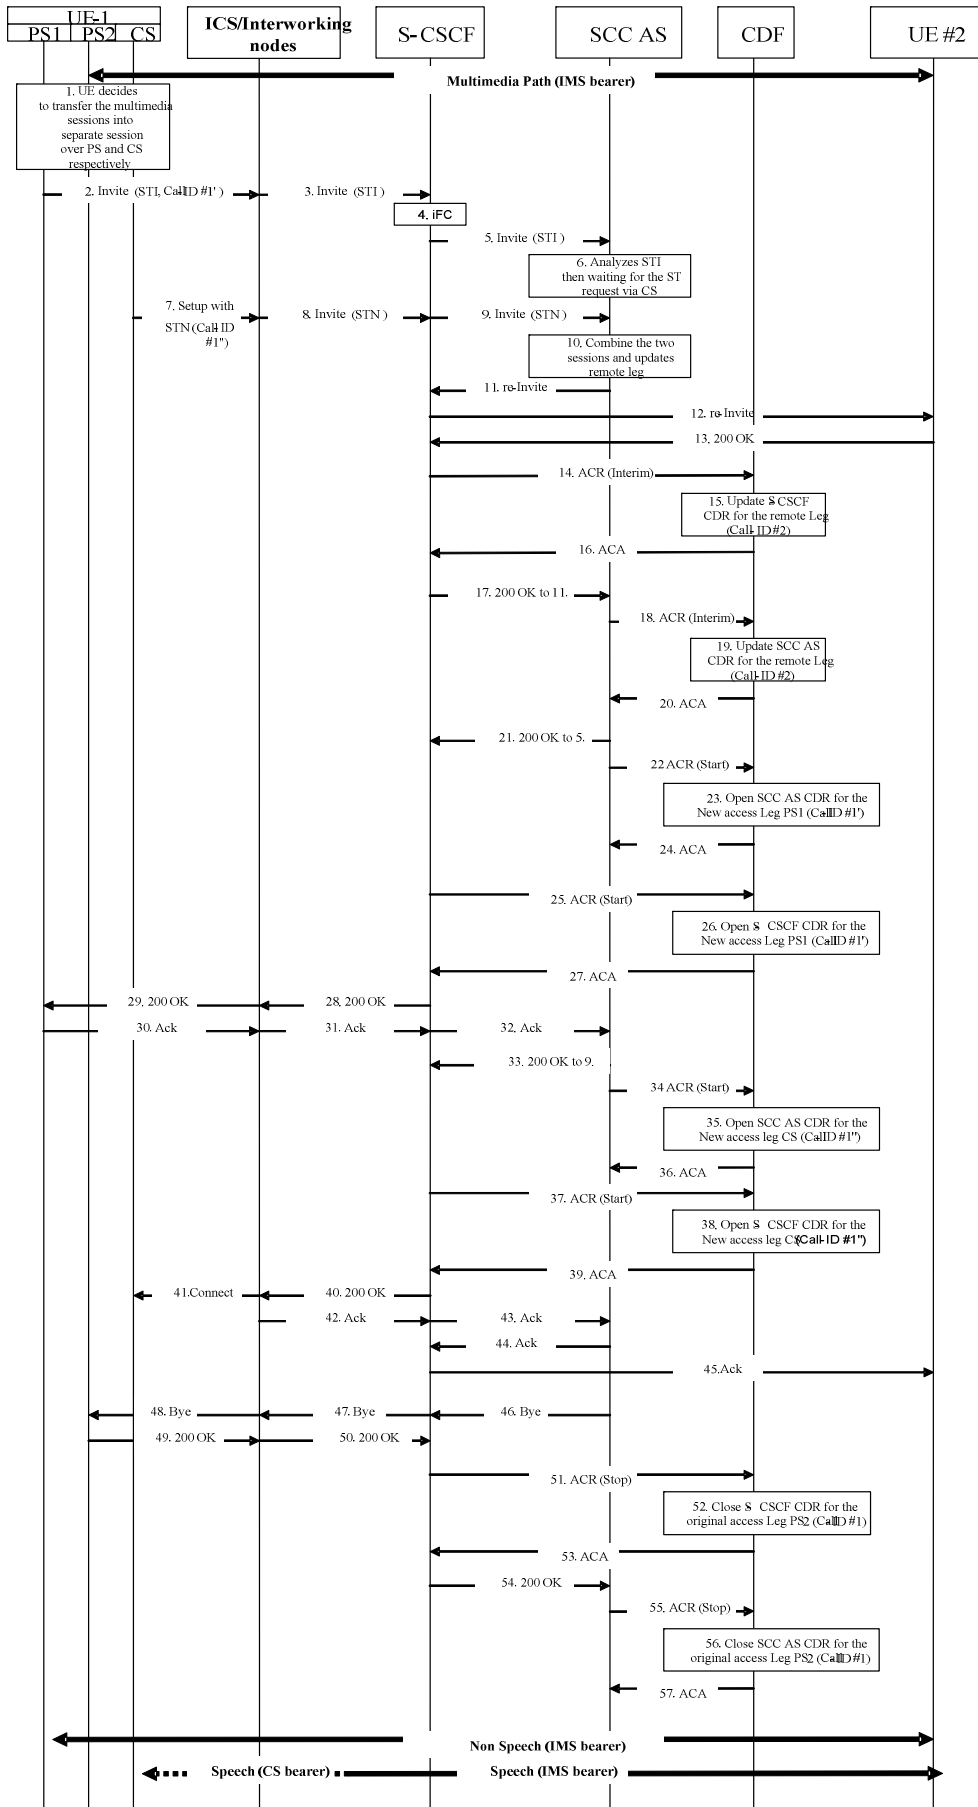 UE-1
PS1 PS2 CS
ICS/Interworking
nodes
S-CSCF
SCC AS
CDF
UE #2
Multimedia Path (IMS bearer)
1. UE decides
to transfer the multimedia
sessions into
separate session
over PS and CS
respectively
2. Invite (STI, Call-ID #1')
3. Invite (STI)
4. iFC
5. Invite (STI)
6. Analyzes STI
then waiting for the ST
request via CS
7. Setup with
STN (Call-ID
#1")
8. Invite (STN)
9. Invite (STN)
10. Combine the two
sessions and updates
remote leg
11. re-Invite
12. re-Invite
13. 200 OK
14. ACR (Interim)
15. Update S-CSCF
CDR for the remote Leg
(Call-ID #2)
16. ACA
17. 200 OK to 11.
18. ACR (Interim)
19. Update SCC AS
CDR for the remote Leg
(Call-ID #2)
20. ACA
21. 200 OK to 5.
22 ACR (Start)
23. Open SCC AS CDR for the
New access Leg PS1 (Call-ID #1')
24. ACA
25. ACR (Start)
26. Open S-CSCF CDR for the
New access Leg PS1 (Call-ID #1')
27. ACA
28. 200 OK
29. 200 OK
30. Ack
31. Ack
32. Ack
33. 200 OK to 9.
34 ACR (Start)
35. Open SCC AS CDR for the
New access leg CS (Call-ID #1")
36. ACA
37. ACR (Start)
38. Open S-CSCF CDR for the
New access leg CS (Call-ID #1")
39. ACA
40. 200 OK
41.Connect
42. Ack
43. Ack
44. Ack
45.Ack
46. Bye
47. Bye
48. Bye
49. 200 OK
50. 200 OK
51. ACR (Stop)
52. Close S-CSCF CDR for the
original access Leg PS2 (Call-ID #1)
53. ACA
54. 200 OK
55. ACR (Stop)
56. Close SCC AS CDR for the
original access Leg PS2 (Call-ID #1)
57. ACA
Non Speech (IMS bearer)
Speech (CS bearer)
Speech (IMS bearer)